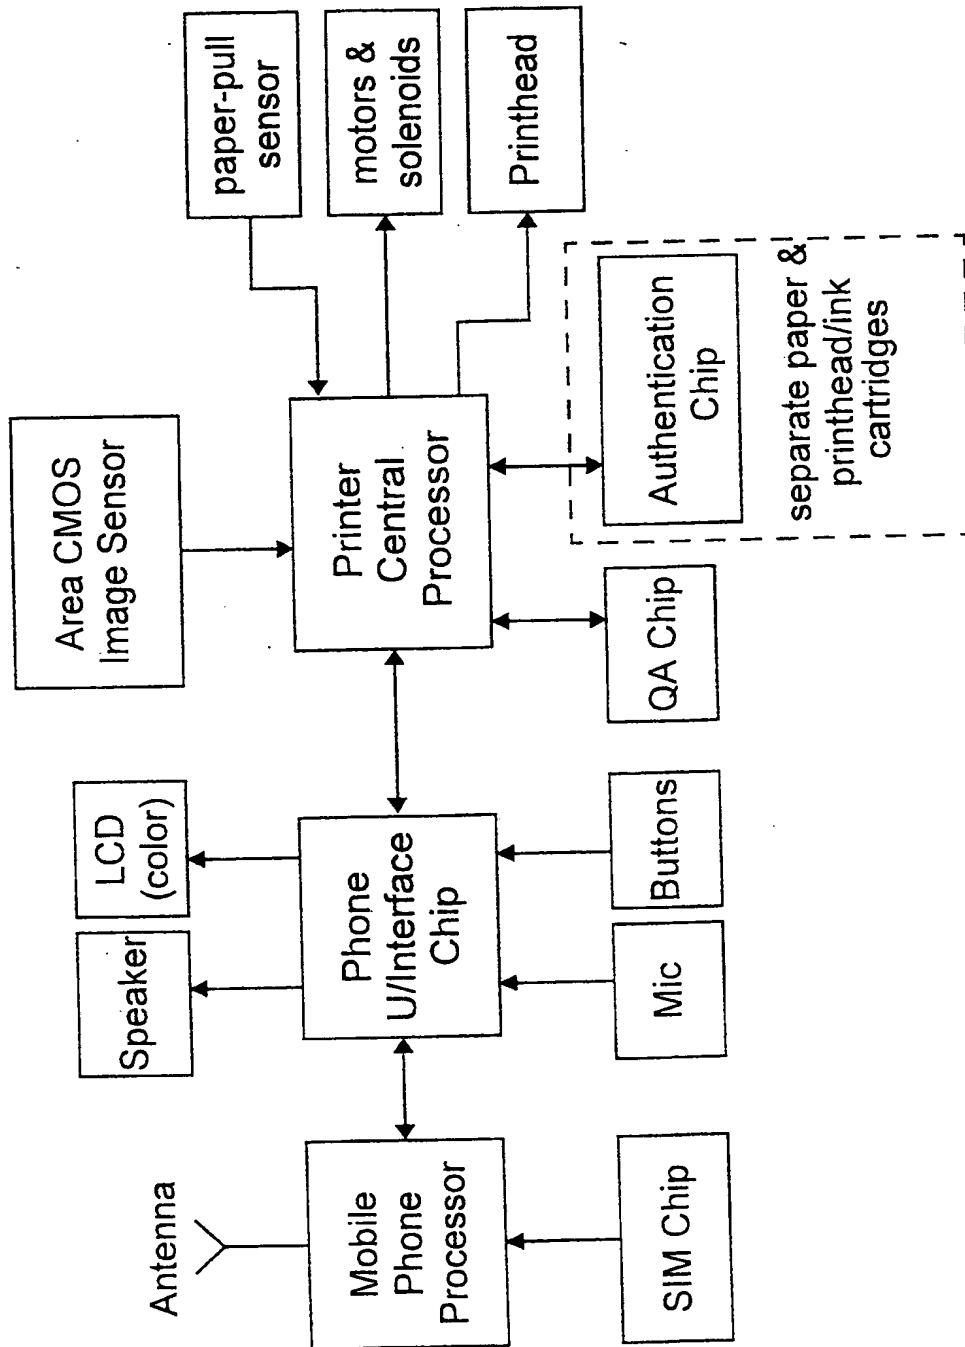 Antenna
Mobile
Phone
Processor
SIM Chip
Speaker
LCD
(color)
Phone
U/Interface
Chip
Mic
Buttons
Area CMOS
Image Sensor
Printer
Central
Processor
QA Chip
Authentication
Chip
separate paper &
printhead/ink
cartridges
paper-pull
sensor
motors &
solenoids
Printhead